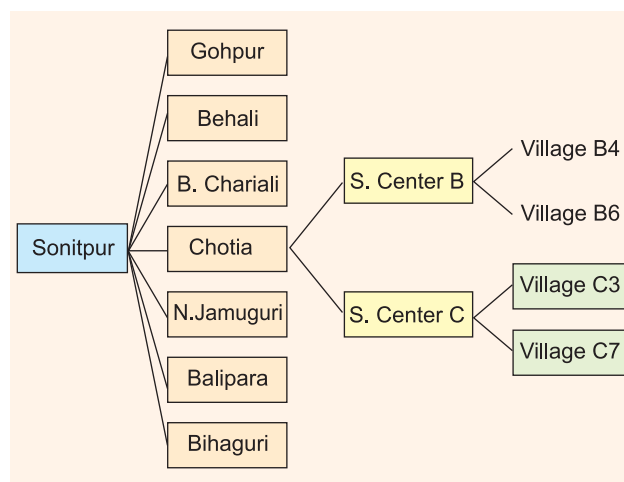 Sonitpur
Gohpur
Behali
B. Chariali
Chotia
N.Jamuguri
Balipara
Bihaguri
S. Center B
S. Center C
Village B4
Village B6
Village C3
Village C7